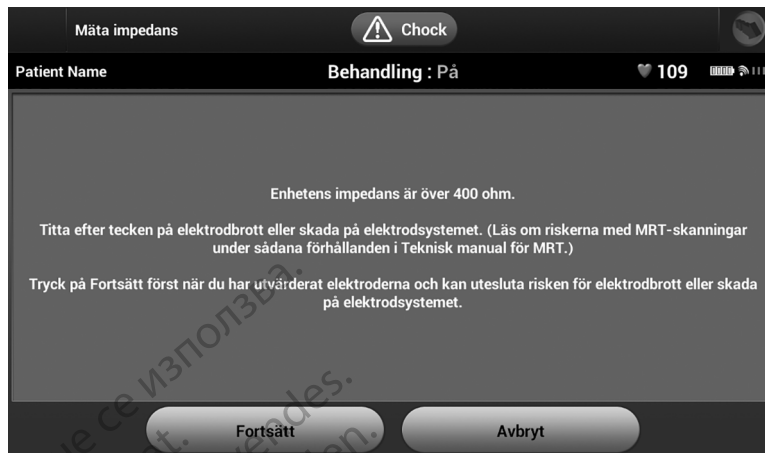 Mäta impedans
Chock
Patient Name
Behandling : På
109
Enhetens impedans är över 400 ohm.
Titta efter tecken på elektrodbrott eller skada på elektrodsystemet. (Läs om riskerna med MRT-skanningar
under sådana förhållanden i Teknisk manual för MRT.)
Tryck på Fortsätt först när du har utvärderat elektroderna och kan utesluta risken för elektrodbrott eller skada
på elektrodsystemet.
Fortsätt
Avbryt
се използва.